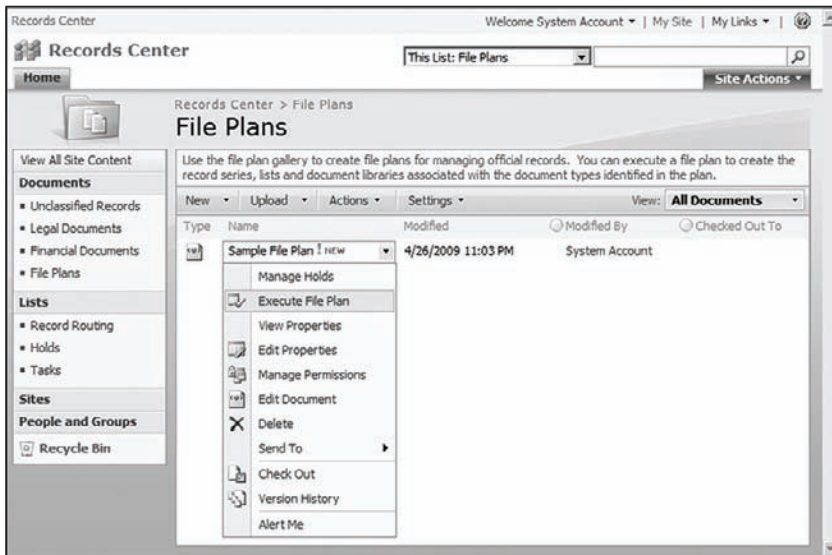 Records Center
Welcome System Account | My Site | My Links |
Records Center
This List: File Plans
Home
Site Actions
Records Center > File Plans
File Plans
View All Site Content
Documents
Unclassified Records
Legal Documents
Financial Documents
File Plans
Lists
Record Routing
Holds
Tasks
Sites
People and Groups
Recycle Bin
Use the file plan gallery to create file plans for managing official records. You can execute a file plan to create the
record series, lists and document libraries associated with the document types identified in the plan.
New Upload Actions Settings View: All Documents
Type Name Modified Modified By Checked Out To
Sample File Plan ! NEW 4/26/2009 11:03 PM System Account
Manage Holds
Execute File Plan
View Properties
Edit Properties
Manage Permissions
Edit Document
Delete
Send To
Check Out
Version History
Alert Me